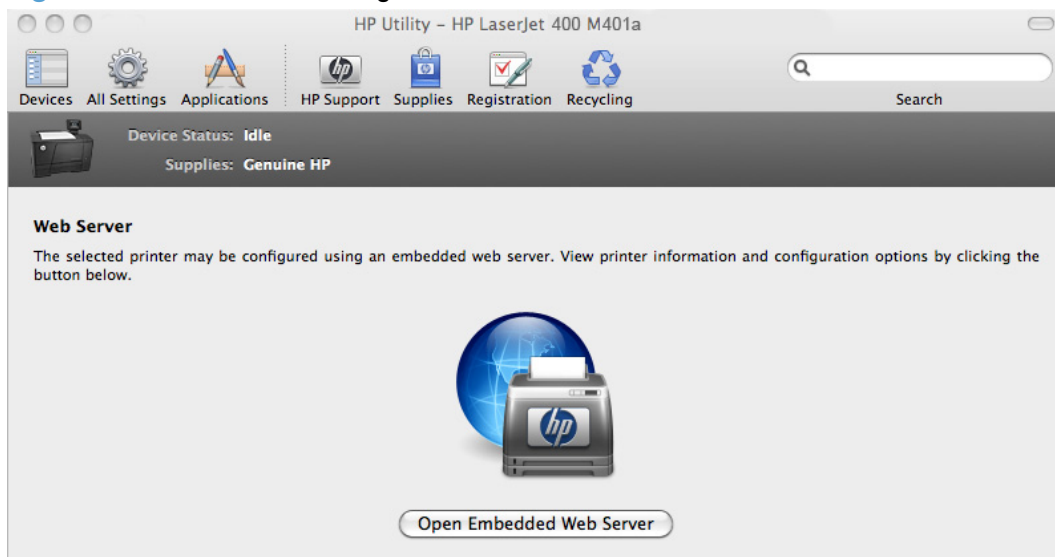 HP Utility – HP LaserJet 400 M401a
Devices All Settings Applications HP Support Supplies Registration Recycling Search
Device Status: Idle
Supplies: Genuine HP
Web Server
The selected printer may be configured using an embedded web server. View printer information and configuration options by clicking the
button below.
hp
Open Embedded Web Server